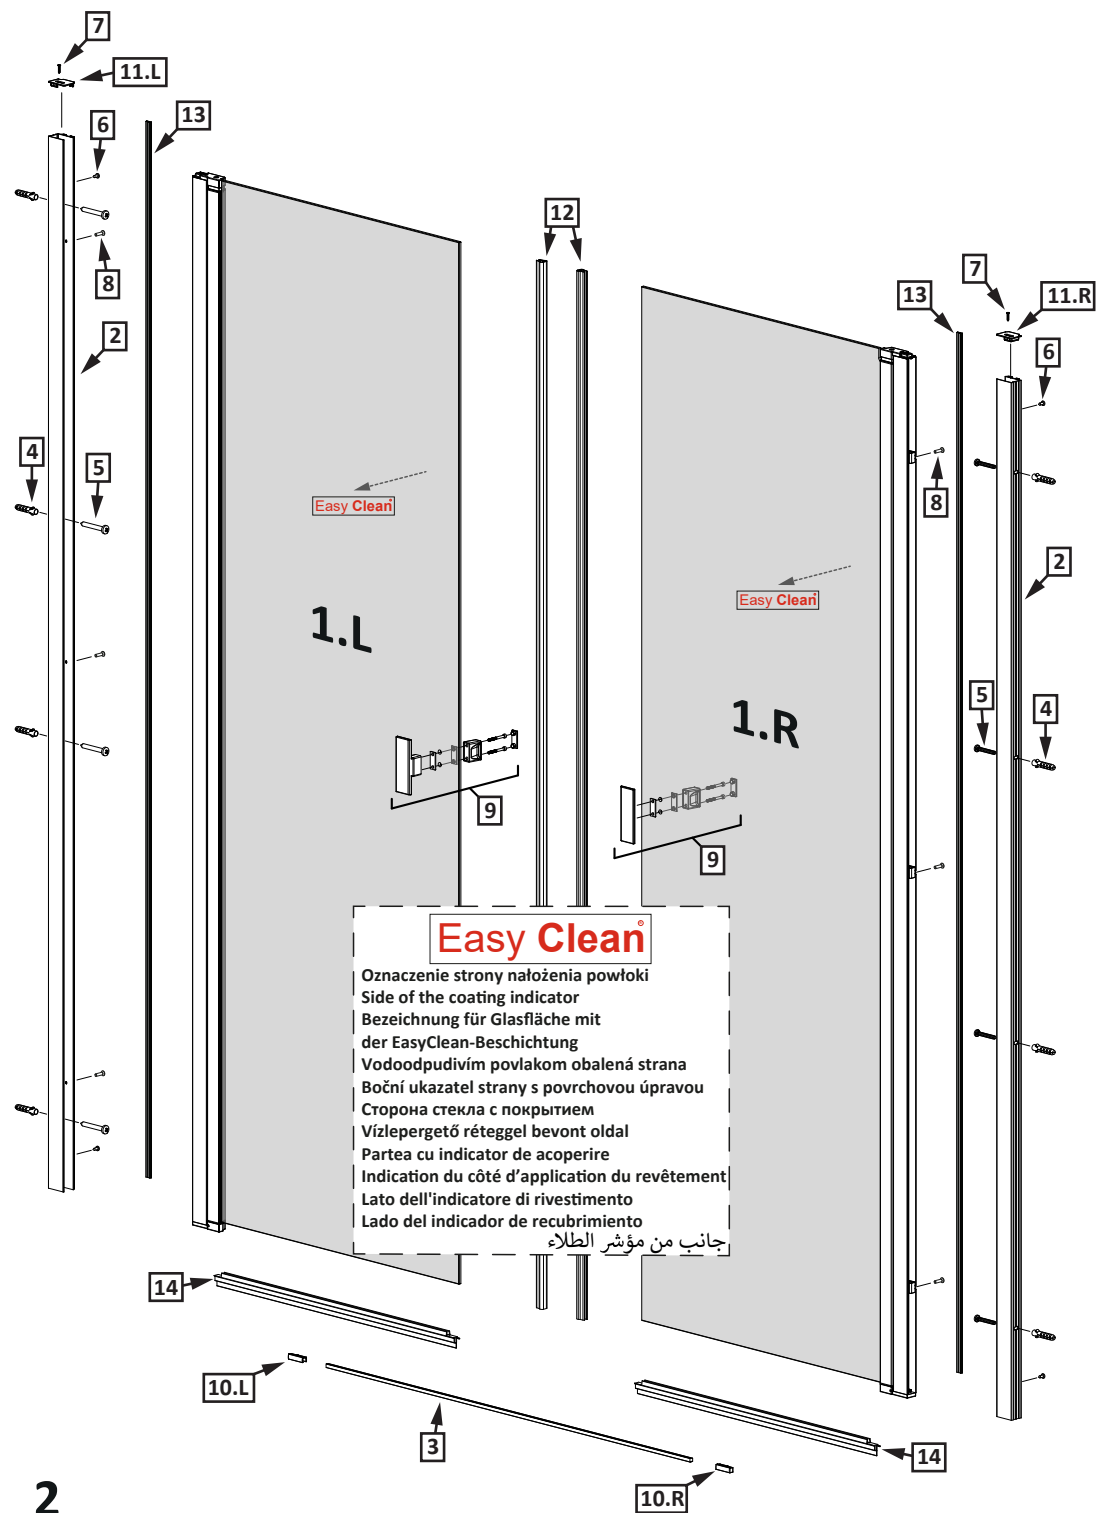 7
11.L
6
13
12
8
7
11.R
13
2
6
4
5
Easy Clean
8
2
1.L
Easy Clean
1.R
5
4
9
9
Easy Clean®
Oznaczenie strony nałożenia powłoki
Side of the coating indicator
Bezeichnung für Glasfläche mit
der EasyClean-Beschichtung
Vodoodpudivím povlakom obalená strana
Boční ukazatel strany s povrchovou úpravou
Сторона стекла с покрытием
Vízlepergető réteggel bevont oldal
Partea cu indicator de acoperire
Indication du côté d’application du revêtement
Lato dell'indicatore di rivestimento
Lado del indicador de recubrimiento
جانب من مؤشر الطلاء
14
10.L
3
14
10.R
2